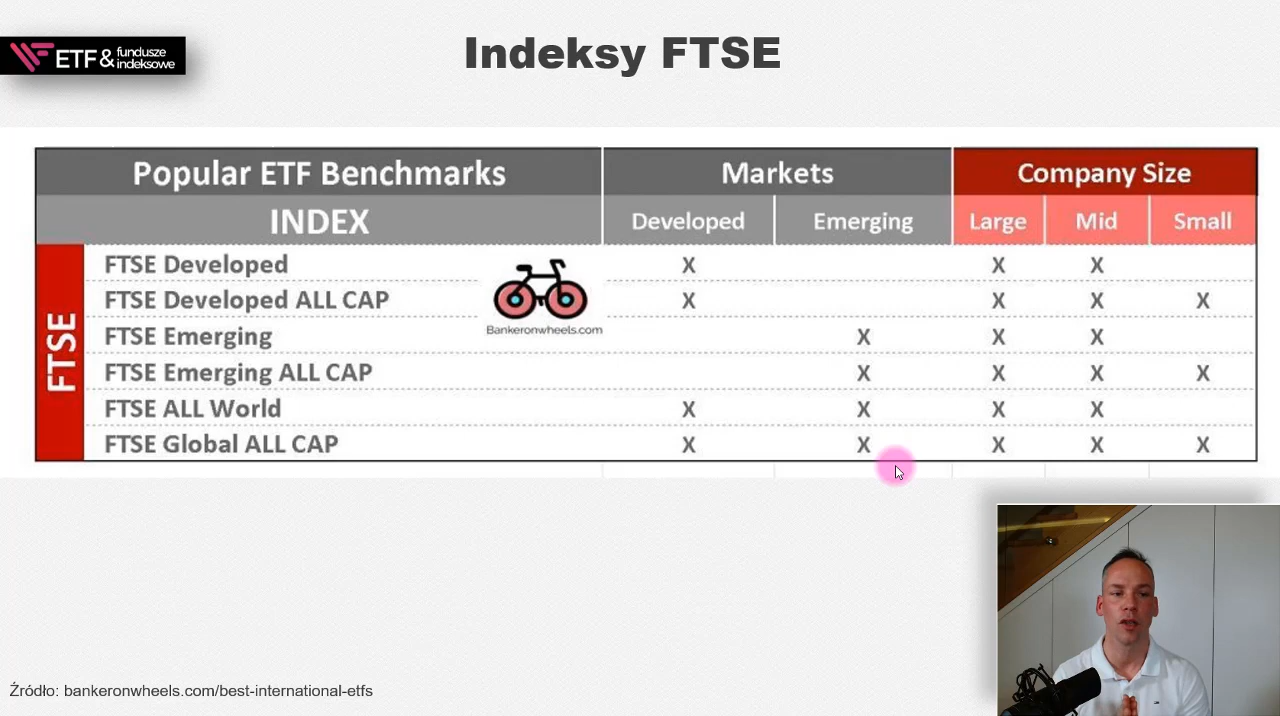 ETF & fundusze indeksowe
Indeksy FTSE
Popular ETF Benchmarks Markets Company Size
INDEX Developed Emerging Large Mid Small
FTSE
FTSE Developed X X X
FTSE Developed ALL CAP X X X X
Bankeronwheels.com
FTSE Emerging X X X
FTSE Emerging ALL CAP X X X X
FTSE ALL World X X X X
FTSE Global ALL CAP X X X X X
Źródło: bankeronwheels.com/best-international-etfs